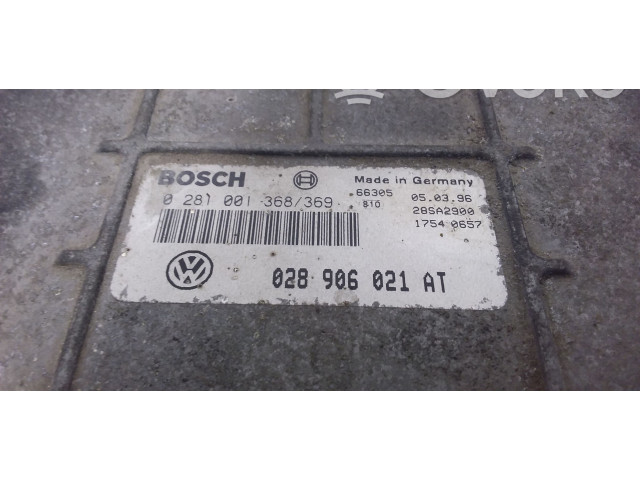 BOSCH
Made in Germany
0 281 001 368/369
66305 05.03.96
B10 28SA2900
1754 0657
028 906 021 AT